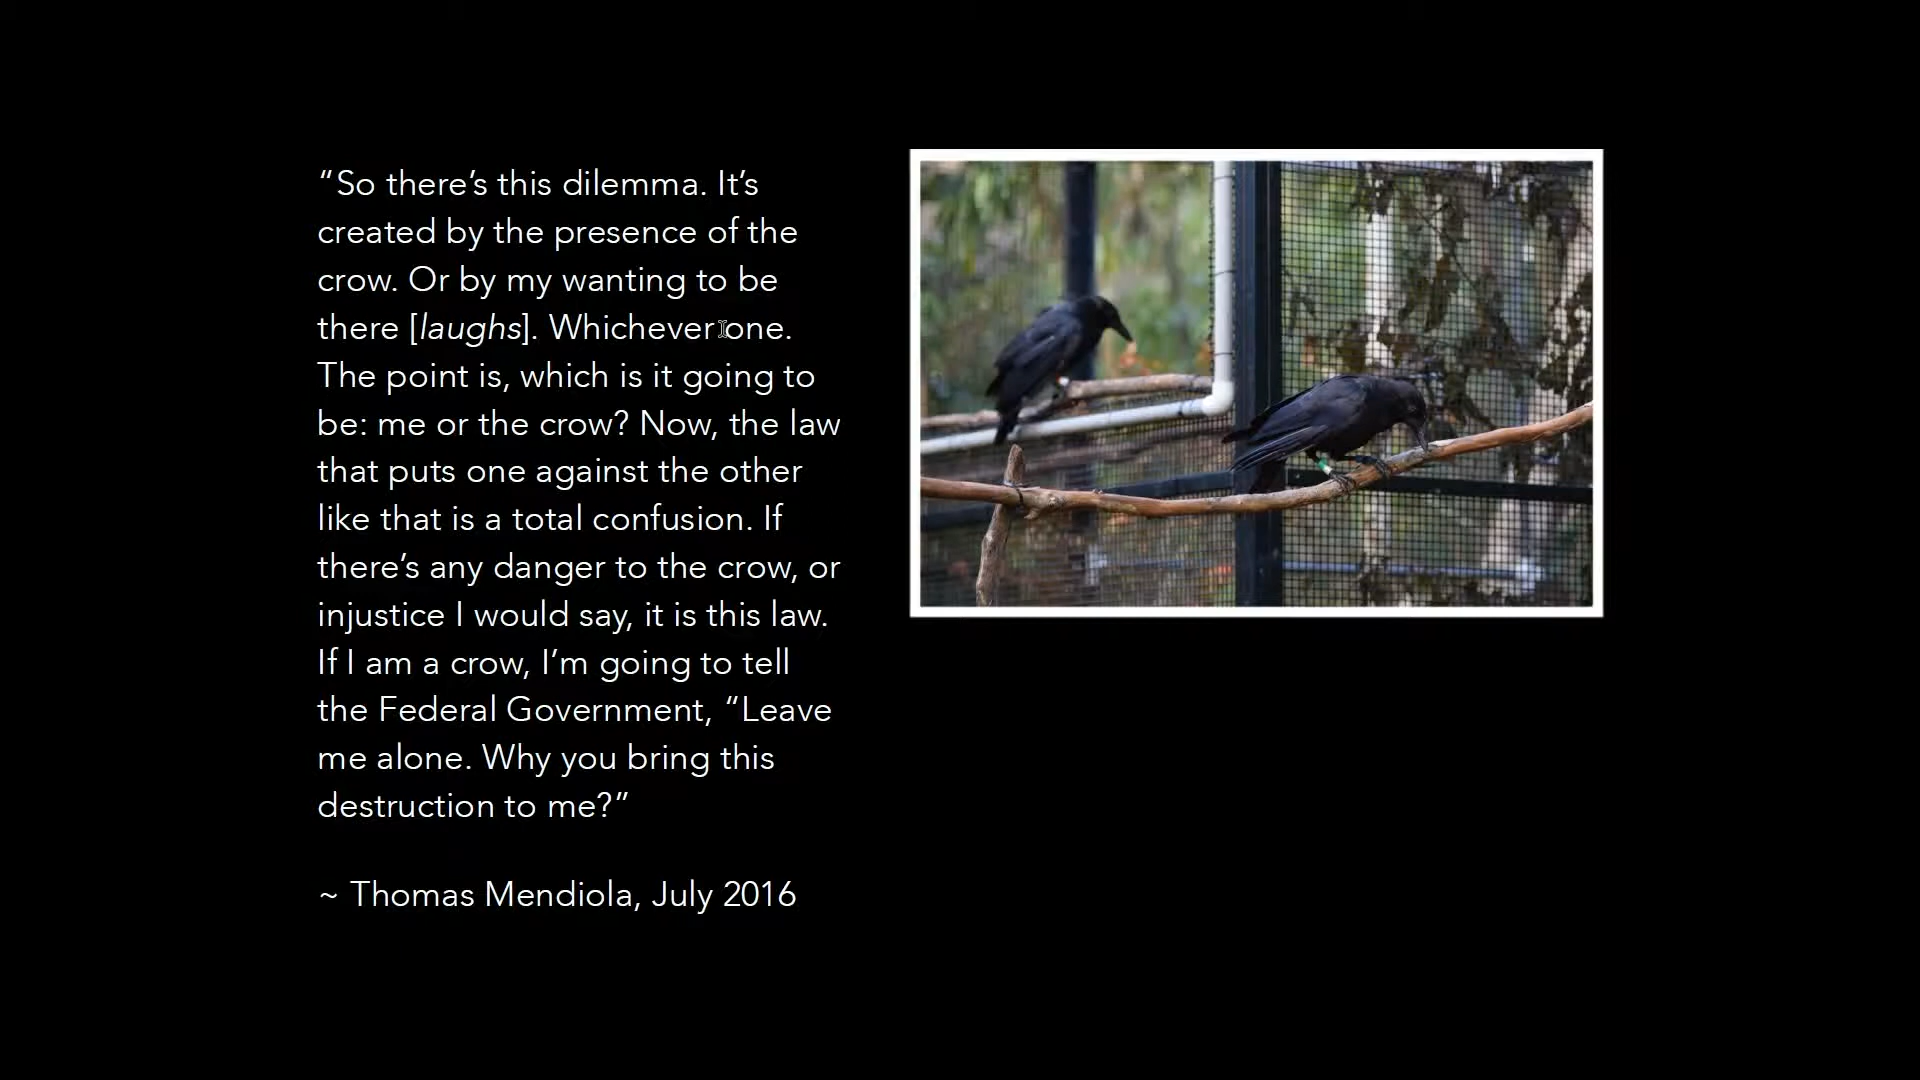 “So there’s this dilemma. It’s
created by the presence of the
crow. Or by my wanting to be
there [laughs]. Whichever one.
The point is, which is it going to
be: me or the crow? Now, the law
that puts one against the other
like that is a total confusion. If
there’s any danger to the crow, or
injustice I would say, it is this law.
If I am a crow, I’m going to tell
the Federal Government, “Leave
me alone. Why you bring this
destruction to me?”
~ Thomas Mendiola, July 2016